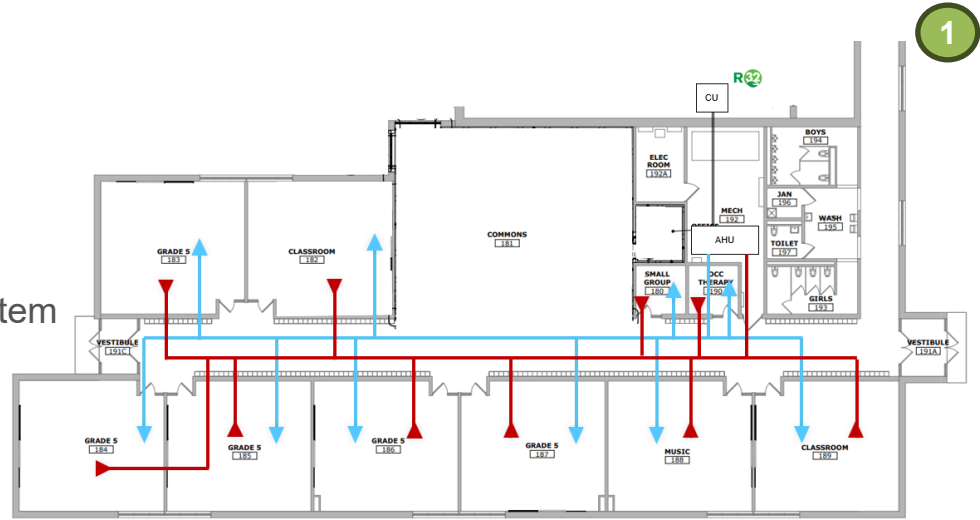 1
R32
CU
BOYS
194
ELEC
ROOM
192A
JAN
196
MECH
192
WASH
195
COMMONS
181
AHU
TOILET
197
GRADE 5
183
CLASSROOM
182
SMALL
GROUP
180
OCC
THERAPY
190
GIRLS
193
tem
VESTIBULE
191C
VESTIBULE
191A
GRADE 5
184
GRADE 5
185
GRADE 5
186
GRADE 5
187
MUSIC
188
CLASSROOM
189